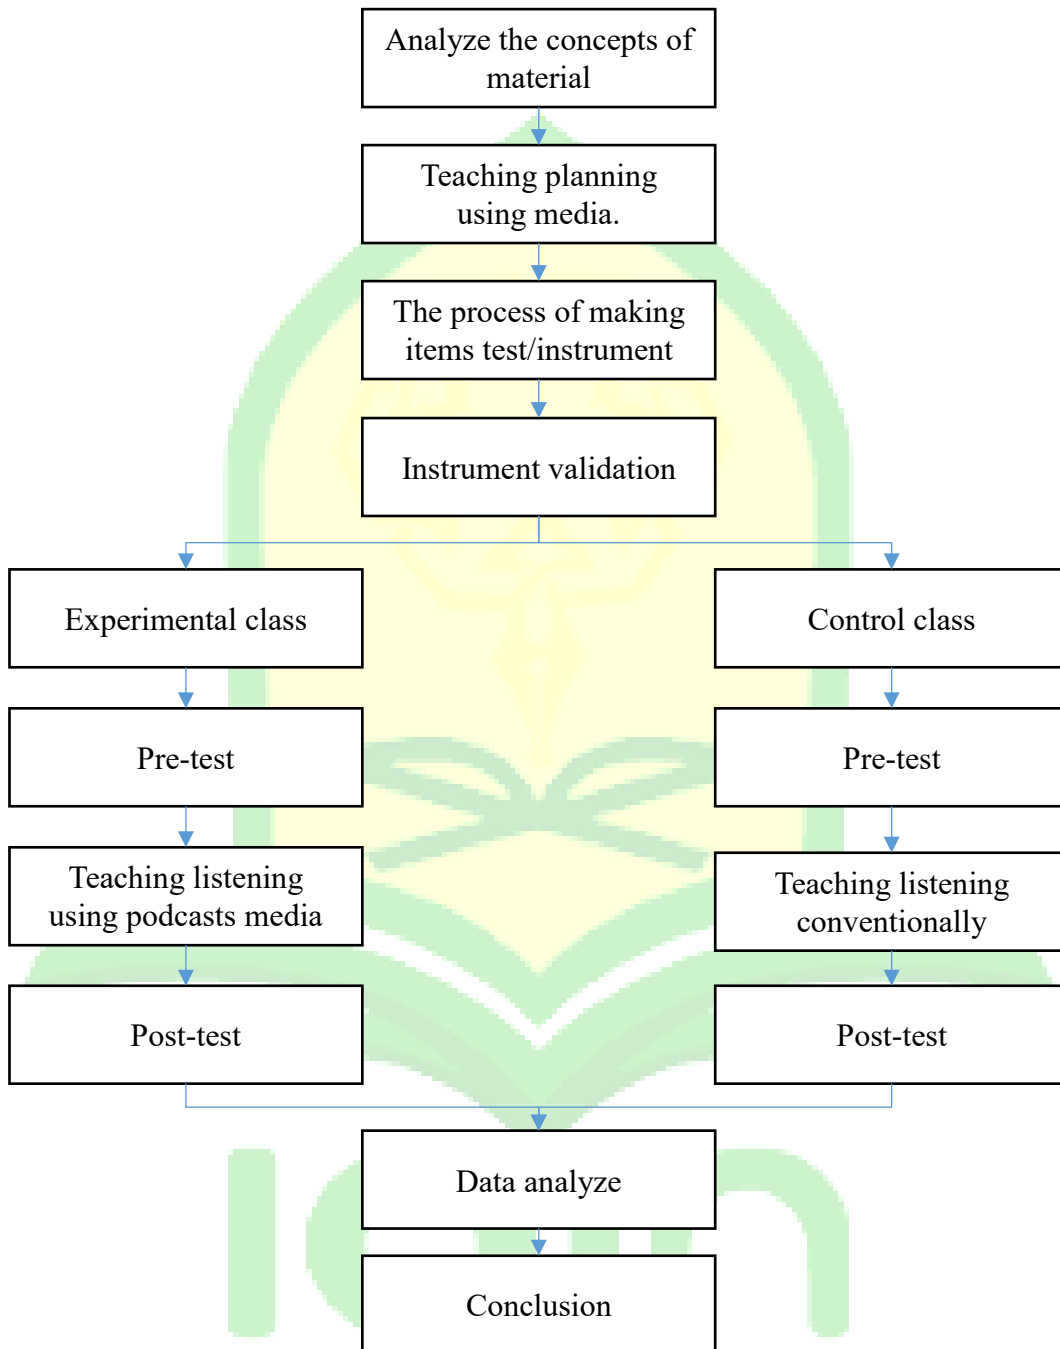 Analyze the concepts of
material
Teaching planning
using media.
The process of making
items test/instrument
Instrument validation
Experimental class
Control class
Pre-test
Pre-test
Teaching listening
using podcasts media
Teaching listening
conventionally
Post-test
Post-test
Data analyze
Conclusion